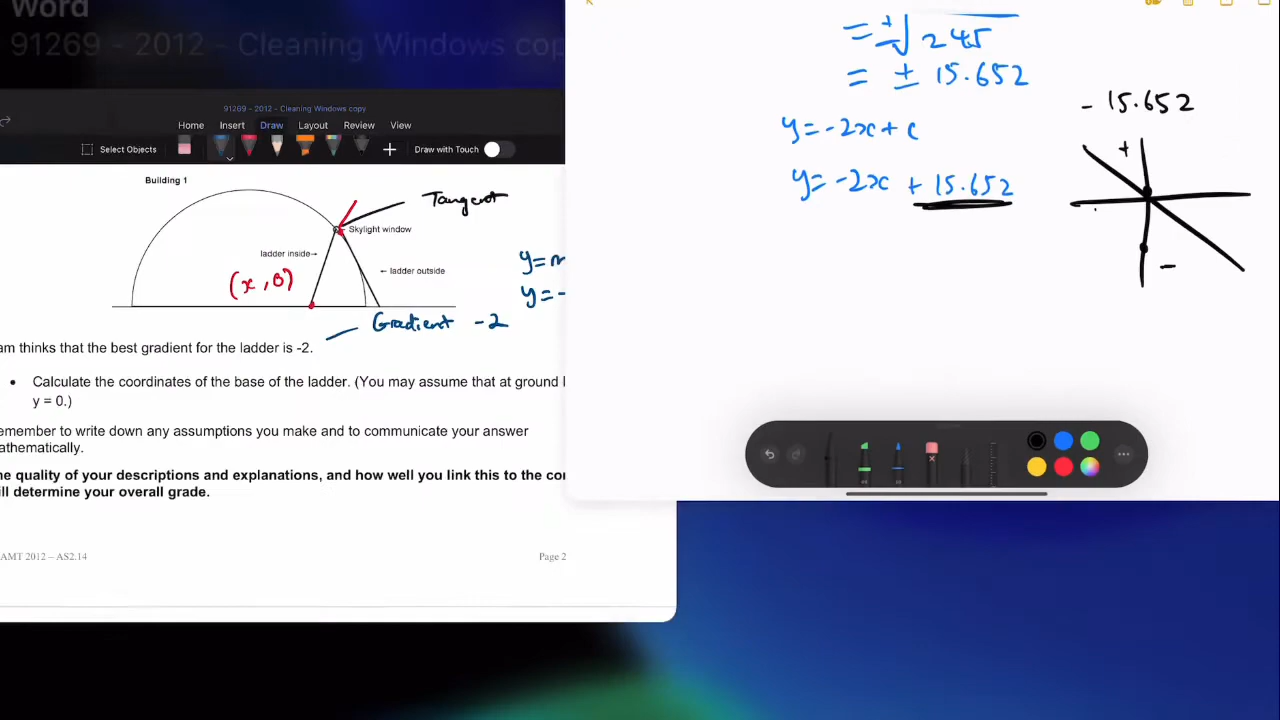 Word
91269 - 2012 - Cleaning Windows cop
91269 - 2012 - Cleaning Windows copy
Home Insert Draw Layout Review View
Select Objects
Draw with Touch
Building 1
Tangent
Skylight window
ladder inside
ladder outside
(x, 0)
y=m
y=-
Gradient -2
am thinks that the best gradient for the ladder is -2.
• Calculate the coordinates of the base of the ladder. (You may assume that at ground l
y = 0.)
emember to write down any assumptions you make and to communicate your answer
athematically.
he quality of your descriptions and explanations, and how well you link this to the con
ill determine your overall grade.
AMT 2012 – AS2.14
Page 2
= ±√245
= ± 15.652
y=-2x+c
y=-2x + 15.652
- 15.652
+
-